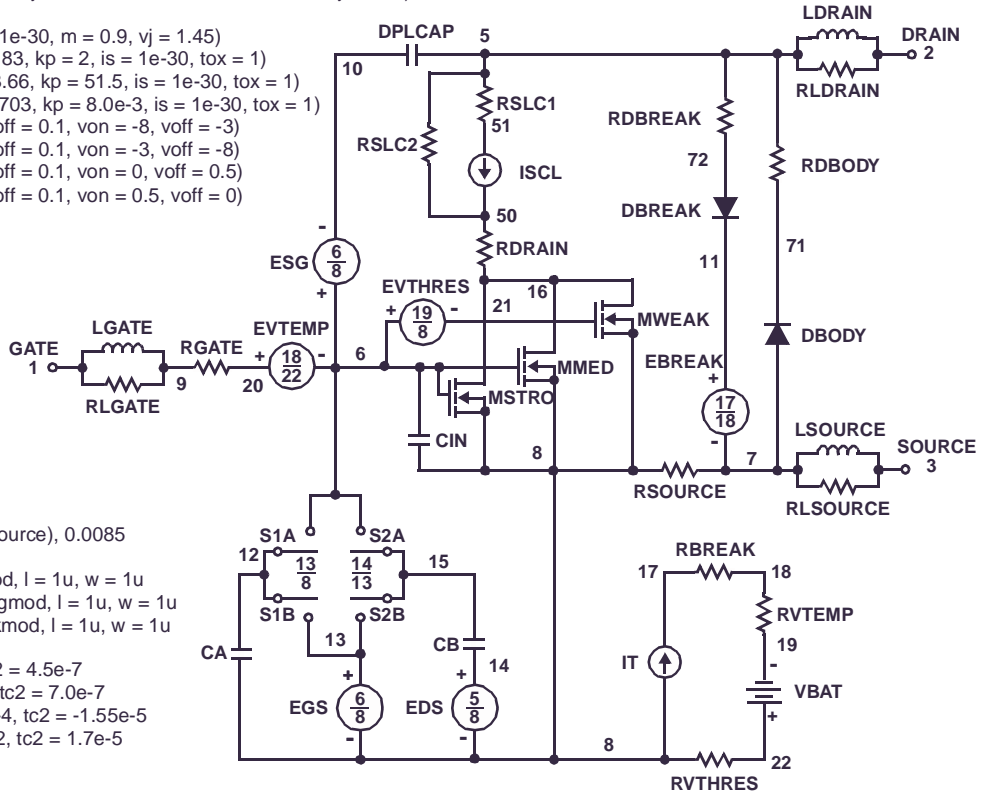 1e-30, m = 0.9, vj = 1.45)
83, kp = 2, is = 1e-30, tox = 1)
3.66, kp = 51.5, is = 1e-30, tox = 1)
703, kp = 8.0e-3, is = 1e-30, tox = 1)
off = 0.1, von = -8, voff = -3)
off = 0.1, von = -3, voff = -8)
off = 0.1, von = 0, voff = 0.5)
off = 0.1, von = 0.5, voff = 0)
ource), 0.0085
od, l = 1u, w = 1u
gmod, l = 1u, w = 1u
kmod, l = 1u, w = 1u
2 = 4.5e-7
tc2 = 7.0e-7
-4, tc2 = -1.55e-5
2, tc2 = 1.7e-5
LDRAIN
DPLCAP
5
DRAIN
2
10
RLDRAIN
RSLC1
51
RDBREAK
RSLC2
72
RDBODY
ISCL
50
DBREAK
RDRAIN
-
ESG
6
8
+
11
71
EVTHRES
16
21
+
19
8
-
MWEAK
LGATE
GATE
1
RGATE
EVTEMP
+
18
22
-
6
MMED
EBREAK
+
DBODY
9
20
RLGATE
MSTRO
17
18
-
CIN
LSOURCE
SOURCE
3
8
7
RSOURCE
RLSOURCE
S1A
S2A
12
13
8
14
13
15
S1B
S2B
13
CA
CB
14
+
+
EGS
6
8
-
EDS
5
8
-
RBREAK
17
18
RVTEMP
19
-
IT
VBAT
+
8
22
RVTHRES